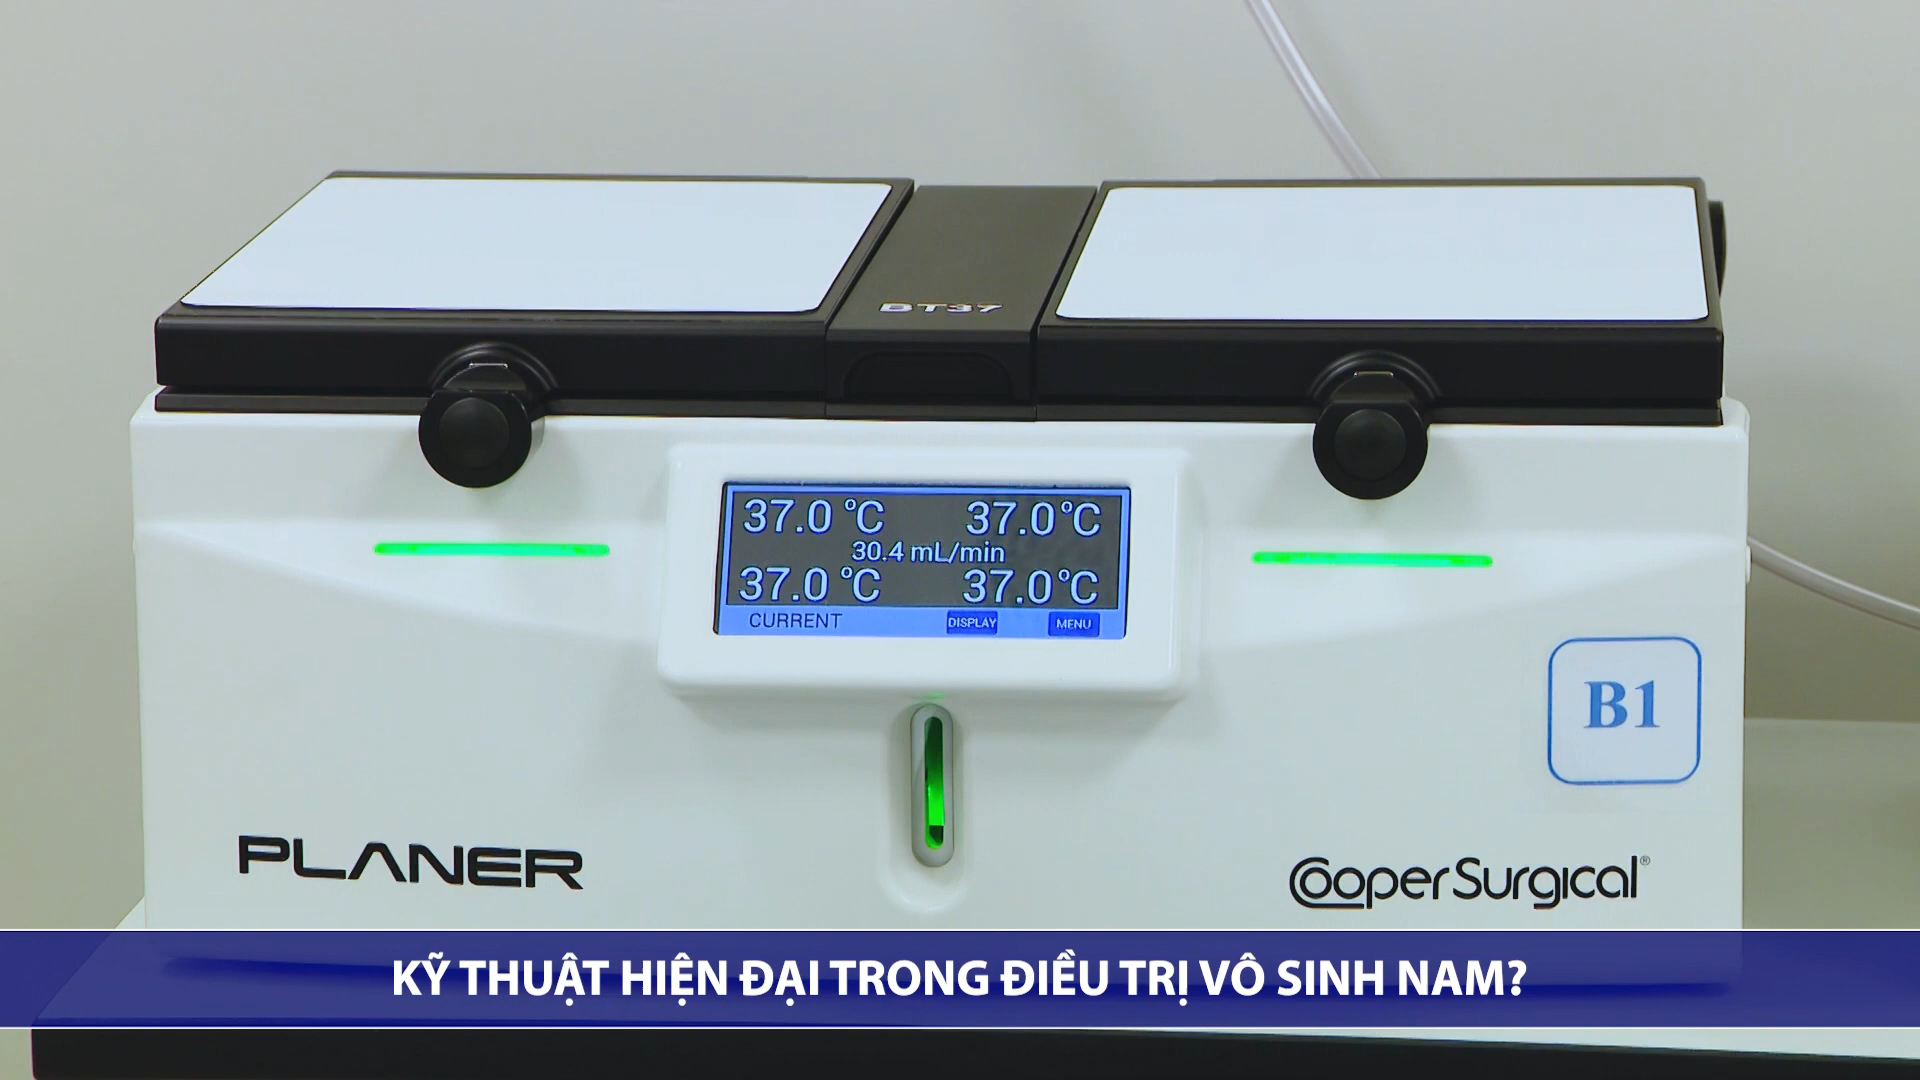 BT37
37.0 °C 37.0 °C
30.4 mL/min
37.0 °C 37.0 °C
CURRENT DISPLAY MENU
B1
PLANER
CooperSurgical®
KỸ THUẬT HIỆN ĐẠI TRONG ĐIỀU TRỊ VÔ SINH NAM?